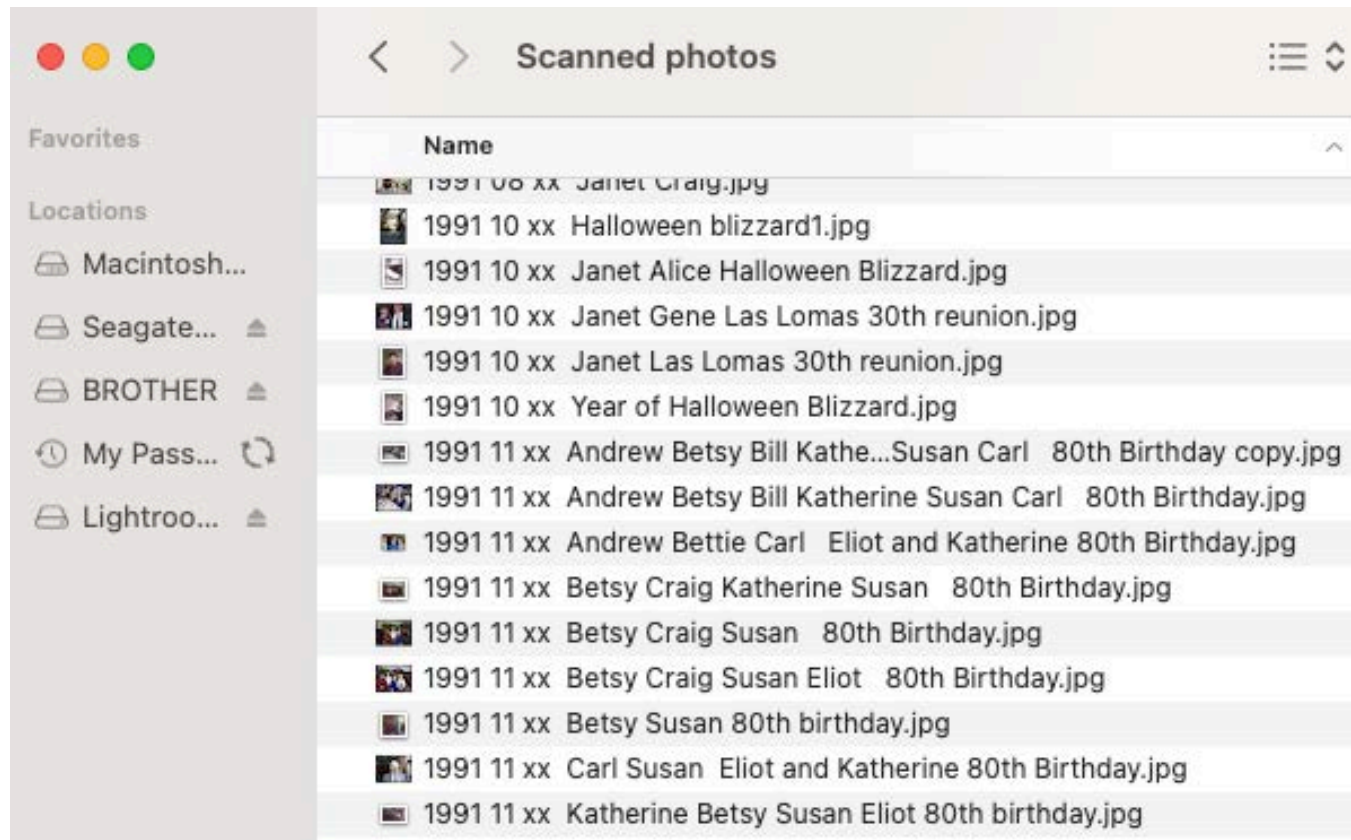 Scanned photos
Favorites
Locations
Macintosh...
Seagate...
BROTHER
My Pass...
Lightroo...
Name
1991 08 xx  Janet Craig.jpg
1991 10 xx  Halloween blizzard1.jpg
1991 10 xx  Janet Alice Halloween Blizzard.jpg
1991 10 xx  Janet Gene Las Lomas 30th reunion.jpg
1991 10 xx  Janet Las Lomas 30th reunion.jpg
1991 10 xx  Year of Halloween Blizzard.jpg
1991 11 xx  Andrew Betsy Bill Kathe...Susan Carl   80th Birthday copy.jpg
1991 11 xx  Andrew Betsy Bill Katherine Susan Carl   80th Birthday.jpg
1991 11 xx  Andrew Bettie Carl   Eliot and Katherine 80th Birthday.jpg
1991 11 xx  Betsy Craig Katherine Susan   80th Birthday.jpg
1991 11 xx  Betsy Craig Susan   80th Birthday.jpg
1991 11 xx  Betsy Craig Susan Eliot   80th Birthday.jpg
1991 11 xx  Betsy Susan 80th birthday.jpg
1991 11 xx  Carl Susan  Eliot and Katherine 80th Birthday.jpg
1991 11 xx  Katherine Betsy Susan Eliot 80th birthday.jpg